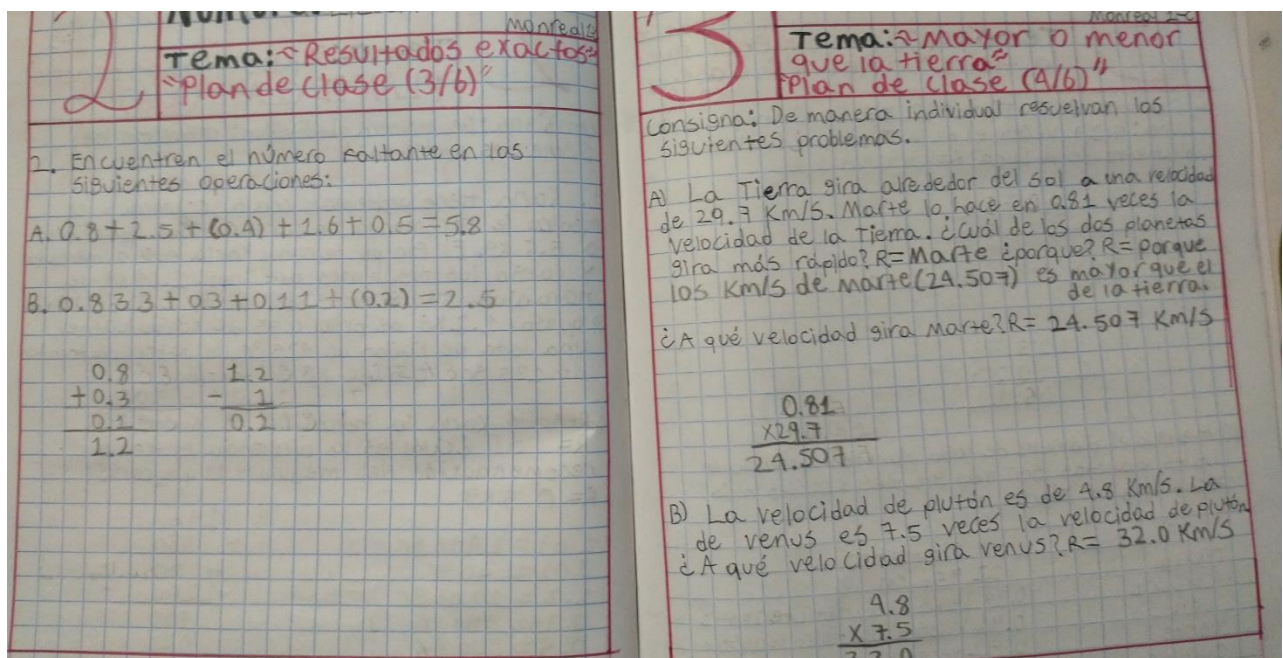 Monreal 2
Tema: ~Resultados exactos~
"Plan de clase (3/6)"
2. Encuentren el número faltante en las
siguientes operaciones:
A. 0.8+2.5+(0.4)+1.6+0.5=5.8
B. 0.833+0.3+0.11+(0.2)=2.5
0.8
+0.3
0.1
1.2
1.2
- 1
0.2
3
Monreal 2-C
Tema: ~Mayor o menor
que la tierra~
"Plan de clase (4/6)"
Consigna: De manera individual resuelvan los
siguientes problemas.
A) La Tierra gira alrededor del sol a una velocidad
de 29.7 Km/s. Marte lo hace en 0.81 veces la
velocidad de la Tierra. ¿Cuál de los dos planetas
gira más rápido? R= Marte ¿porque? R= Porque
los Km/s de marte (24.507) es mayor que el
de la tierra.
¿A qué velocidad gira Marte? R= 24.507 Km/s
0.81
x29.7
24.507
B) La velocidad de plutón es de 4.8 Km/s. La
de venus es 7.5 veces la velocidad de plutón
¿A qué velocidad gira venus? R= 32.0 Km/s
4.8
x 7.5